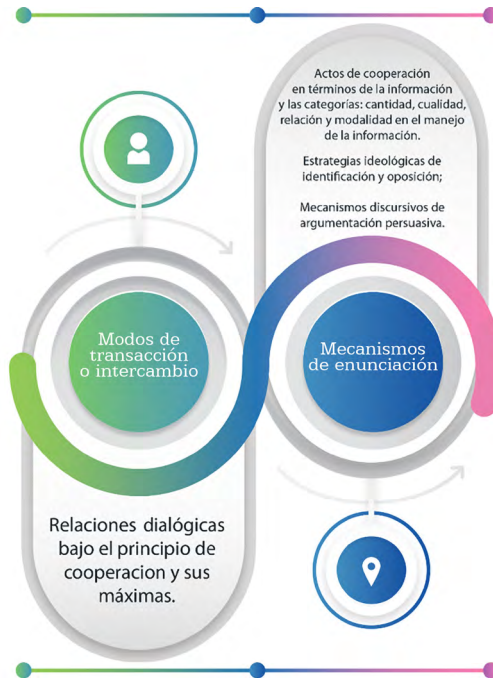 Actos de cooperación
en términos de la información
y las categorías: cantidad, cualidad,
relación y modalidad en el manejo
de la información.
Estrategias ideológicas de
identificación y oposición;
Mecanismos discursivos de
argumentación persuasiva.
Modos de
transacción
o intercambio
Mecanismos
de enunciación
Relaciones dialógicas
bajo el principio de
cooperacion y sus
máximas.